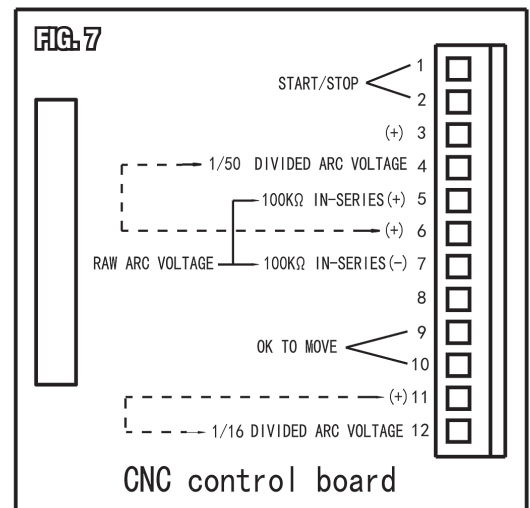 FIG. 7
START/STOP
1
2
(+) 3
1/50 DIVIDED ARC VOLTAGE 4
100KΩ IN-SERIES(+) 5
(+) 6
RAW ARC VOLTAGE 100KΩ IN-SERIES(-) 7
8
OK TO MOVE
9
10
(+) 11
1/16 DIVIDED ARC VOLTAGE 12
CNC control board